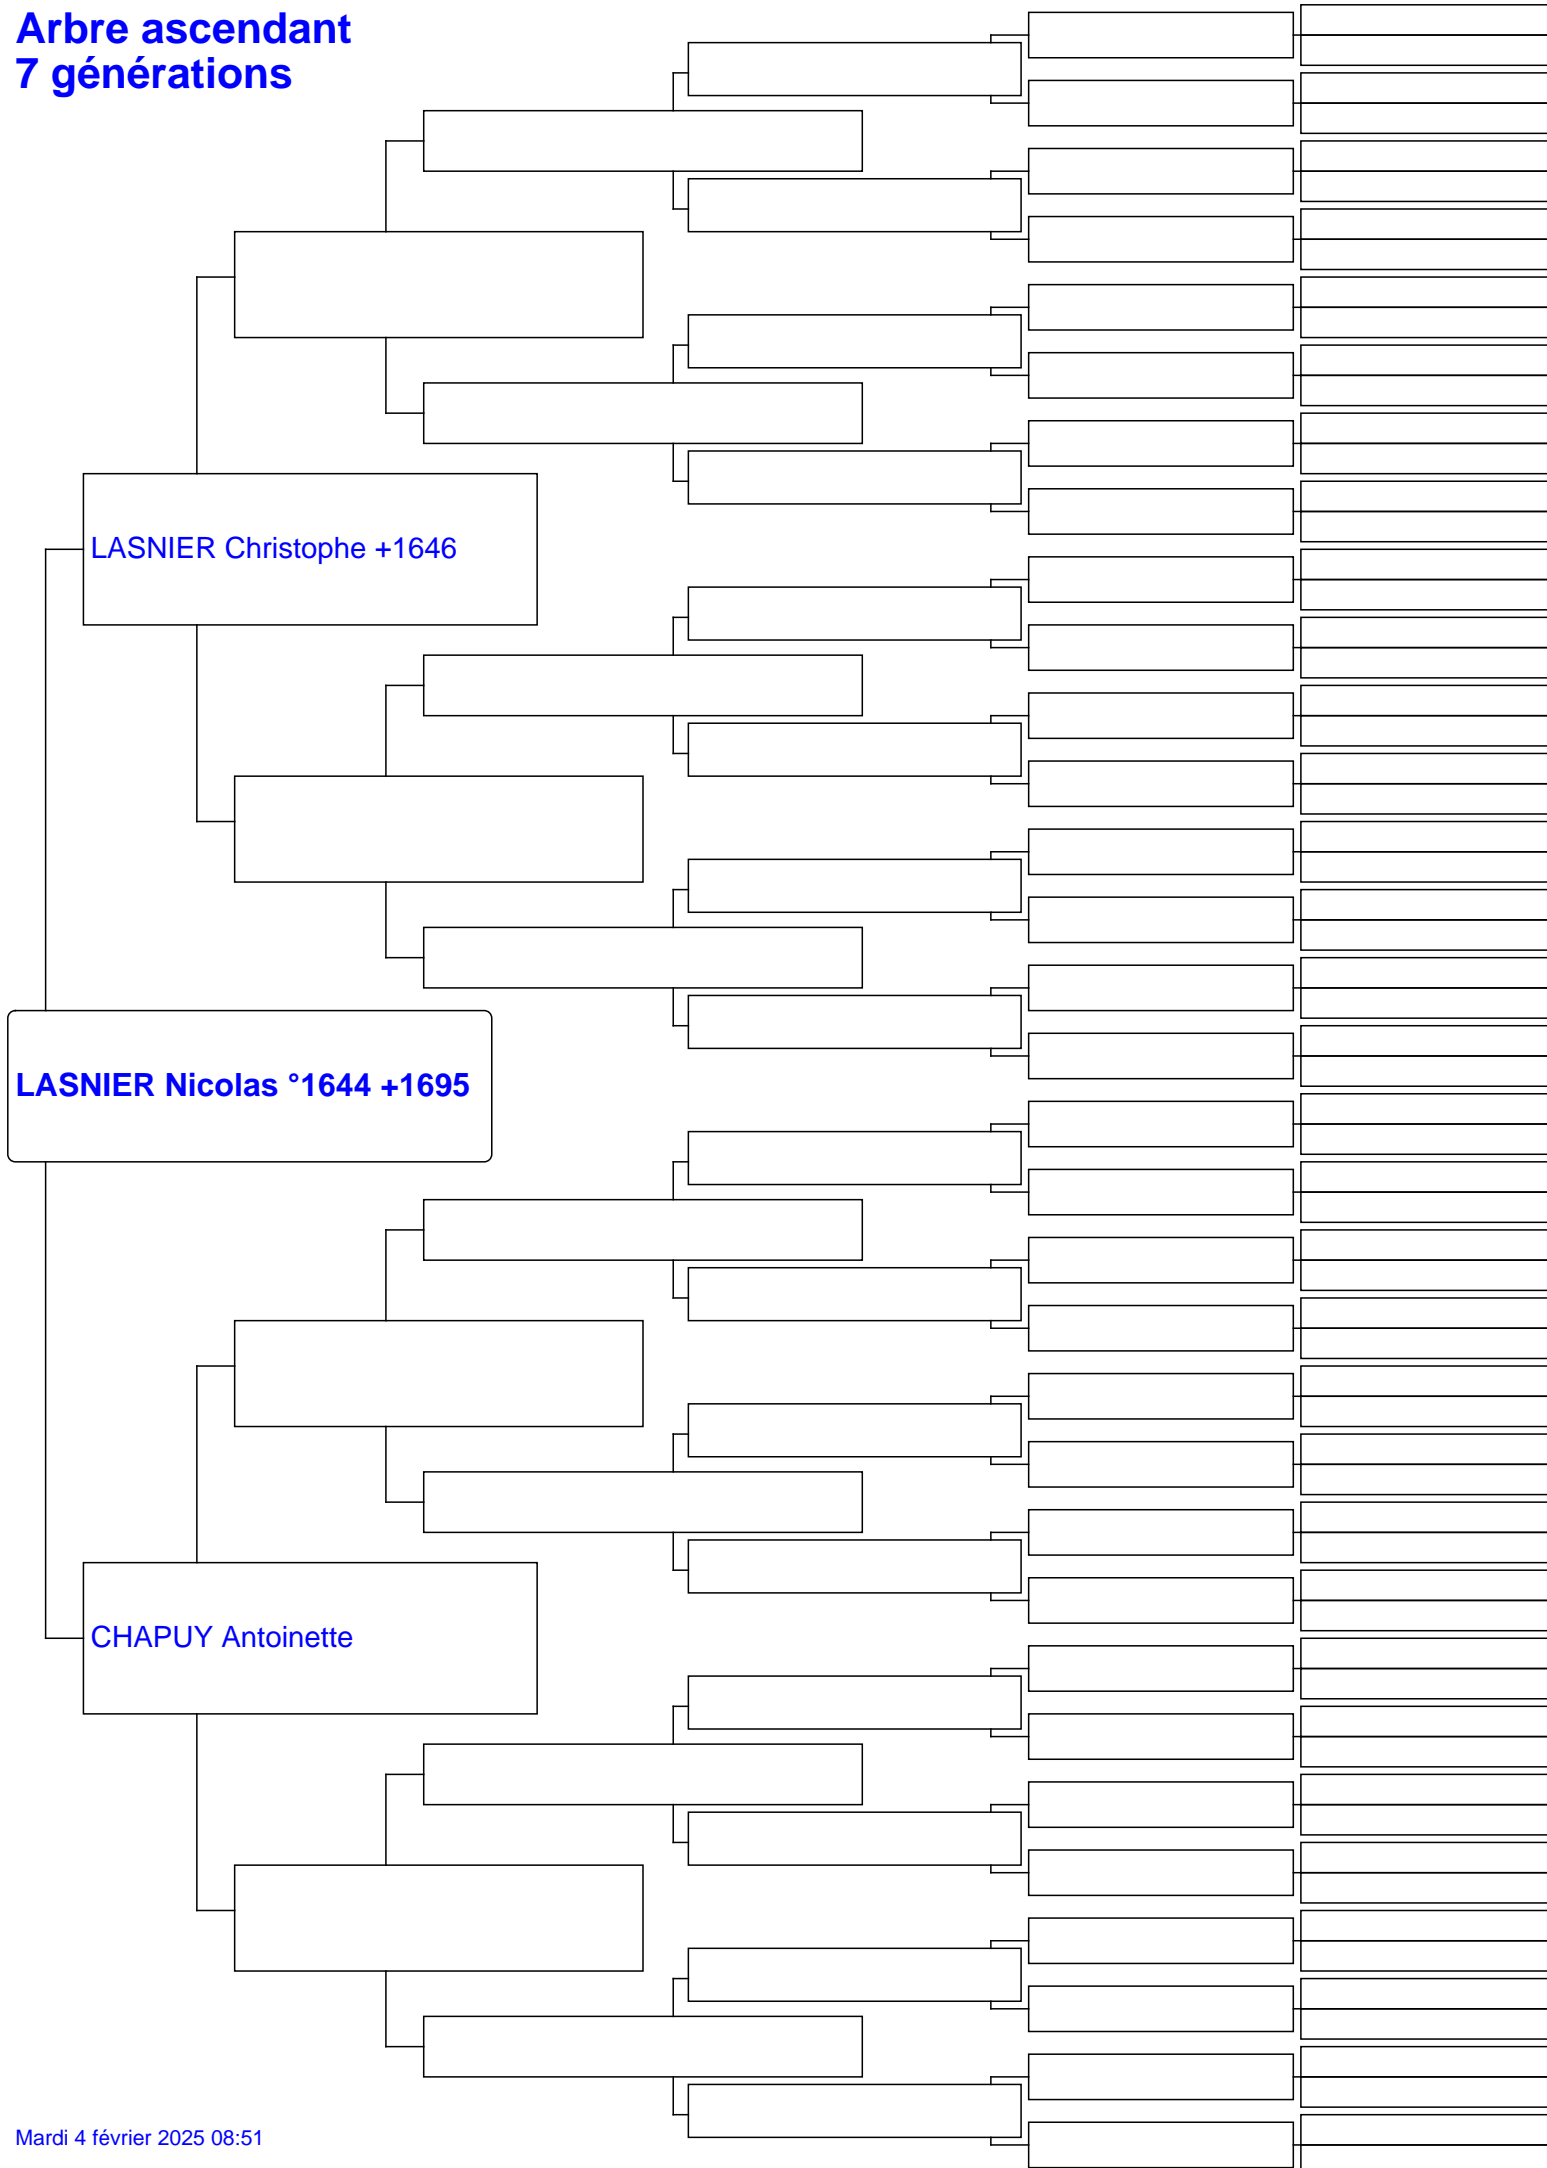 Arbre ascendant
7 générations
LASNIER Christophe +1646
LASNIER Nicolas °1644 +1695
CHAPUY Antoinette
Mardi 4 février 2025 08:51